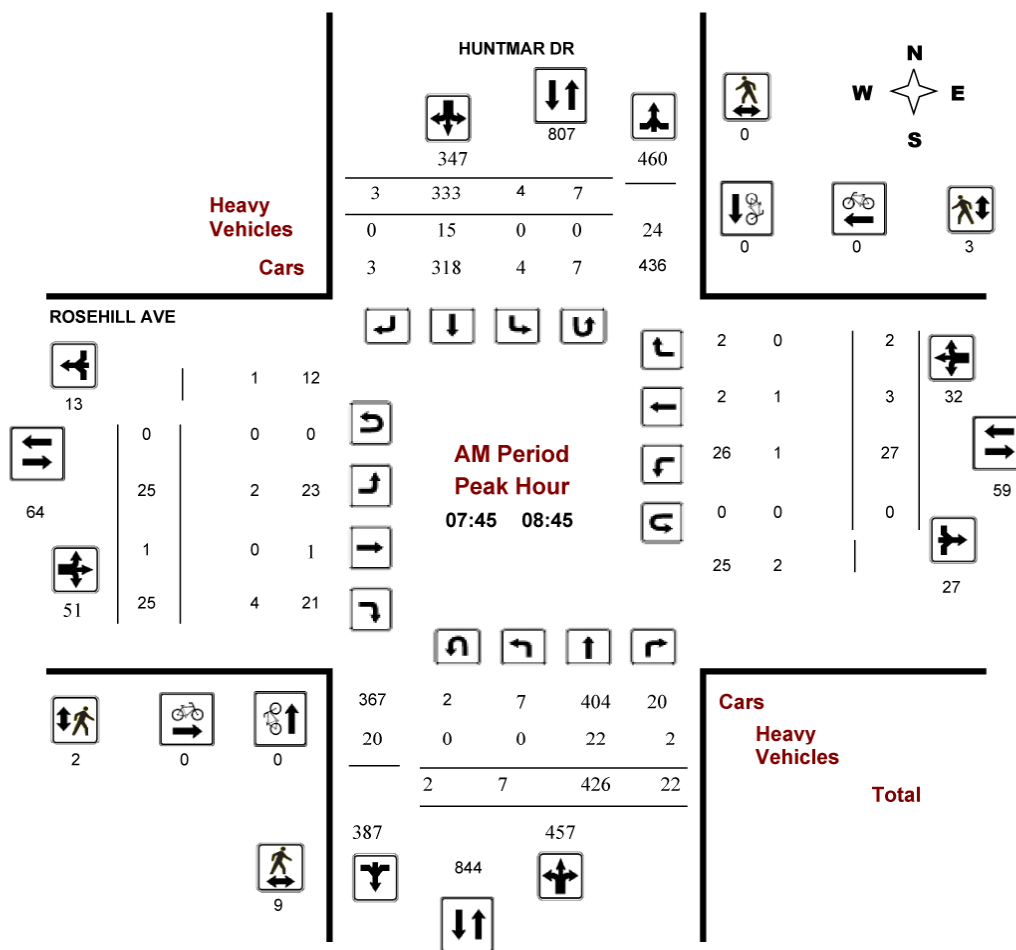 HUNTMAR DR
N
W E
S
807
0
347
460
3 333 4 7
Heavy
Vehicles
0 15 0 0 24
0 0 3
Cars
3 318 4 7 436
ROSEHILL AVE
2 0 2
1 12
13
2 1 3
32
0 0 0
AM Period
26 1 27
Peak Hour
25 2 23
59
64
07:45 08:45
0 0 0
1 0 1
25 2
27
51
25 4 21
367 2 7 404 20
Cars
20 0 0 22 2
Heavy
Vehicles
2 0 0
2 7 426 22
Total
387 457
844
9